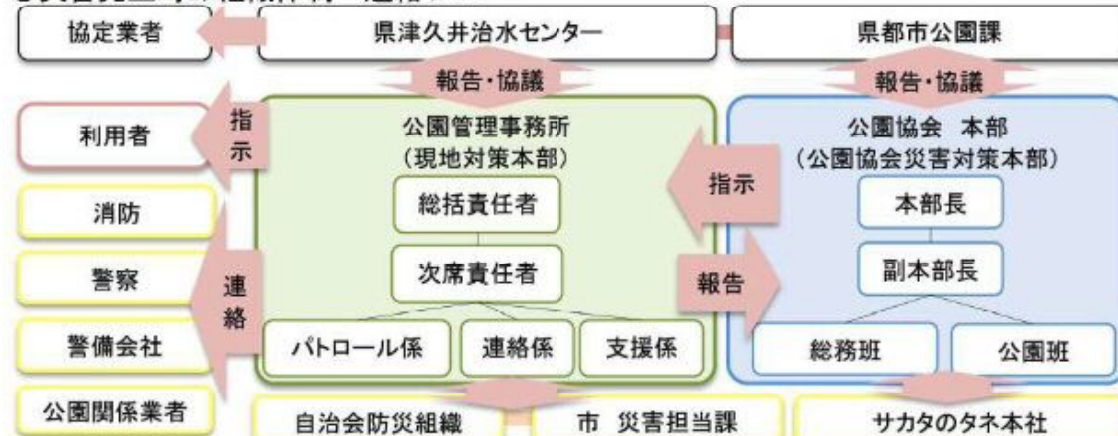 協定業者
県津久井治水センター
県都市公園課
報告・協議
報告・協議
利用者
指示
公園管理事務所
(現地対策本部)
公園協会 本部
(公園協会災害対策本部)
指示
総括責任者
本部長
消防
次席責任者
副本部長
警察
連絡
報告
警備会社
パトロール係
連絡係
支援係
総務班
公園班
公園関係業者
自治会防災組織
市 災害担当課
サカタのタネ本社